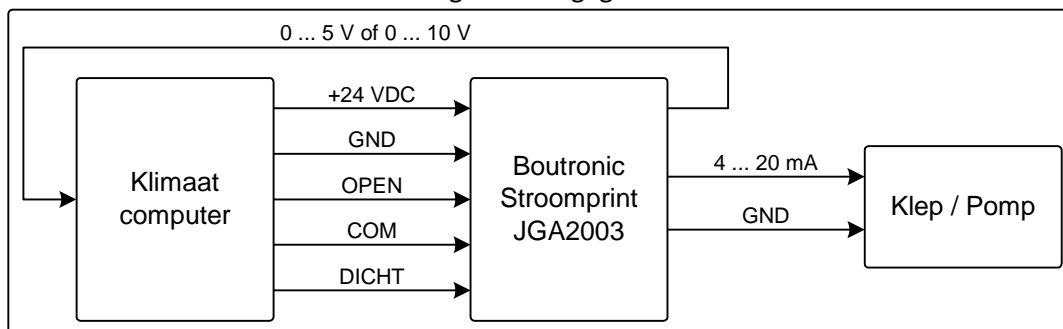 0 ... 5 V of 0 ... 10 V
Klimaat
computer
+24 VDC
GND
OPEN
COM
DICHT
Boutronic
Stroomprint
JGA2003
4 ... 20 mA
GND
Klep / Pomp